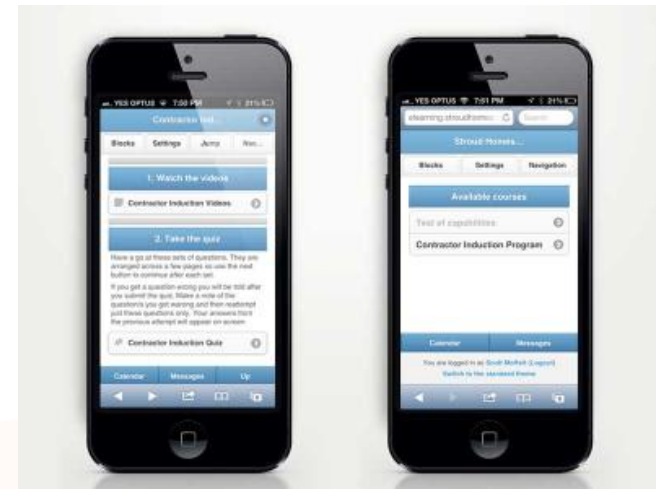 YES OPTUS 7:50 PM 21%
Contractor Ind...
Blocks Settings Jump Nav...
1. Watch the videos
Contractor Induction Videos
2. Take the quiz
Have a go at these sets of questions. They are
arranged across a few pages so use the next
button to continue after each set.
If you get a question wrong you will be told after
you submit the quiz. Make a note of the
question/s you got wrong and then reattempt
just these questions only. Your answers from
the previous attempt will appear on screen
Contractor Induction Quiz
Calendar Messages Up
YES OPTUS 7:51 PM 21%
elearning.stroudhomes Search
Stroud Homes...
Blocks Settings Navigation
Available courses
Test of capabilities
Contractor Induction Program
Calendar Messages
You are logged in as Scott (Logout)
Switch to the standard theme